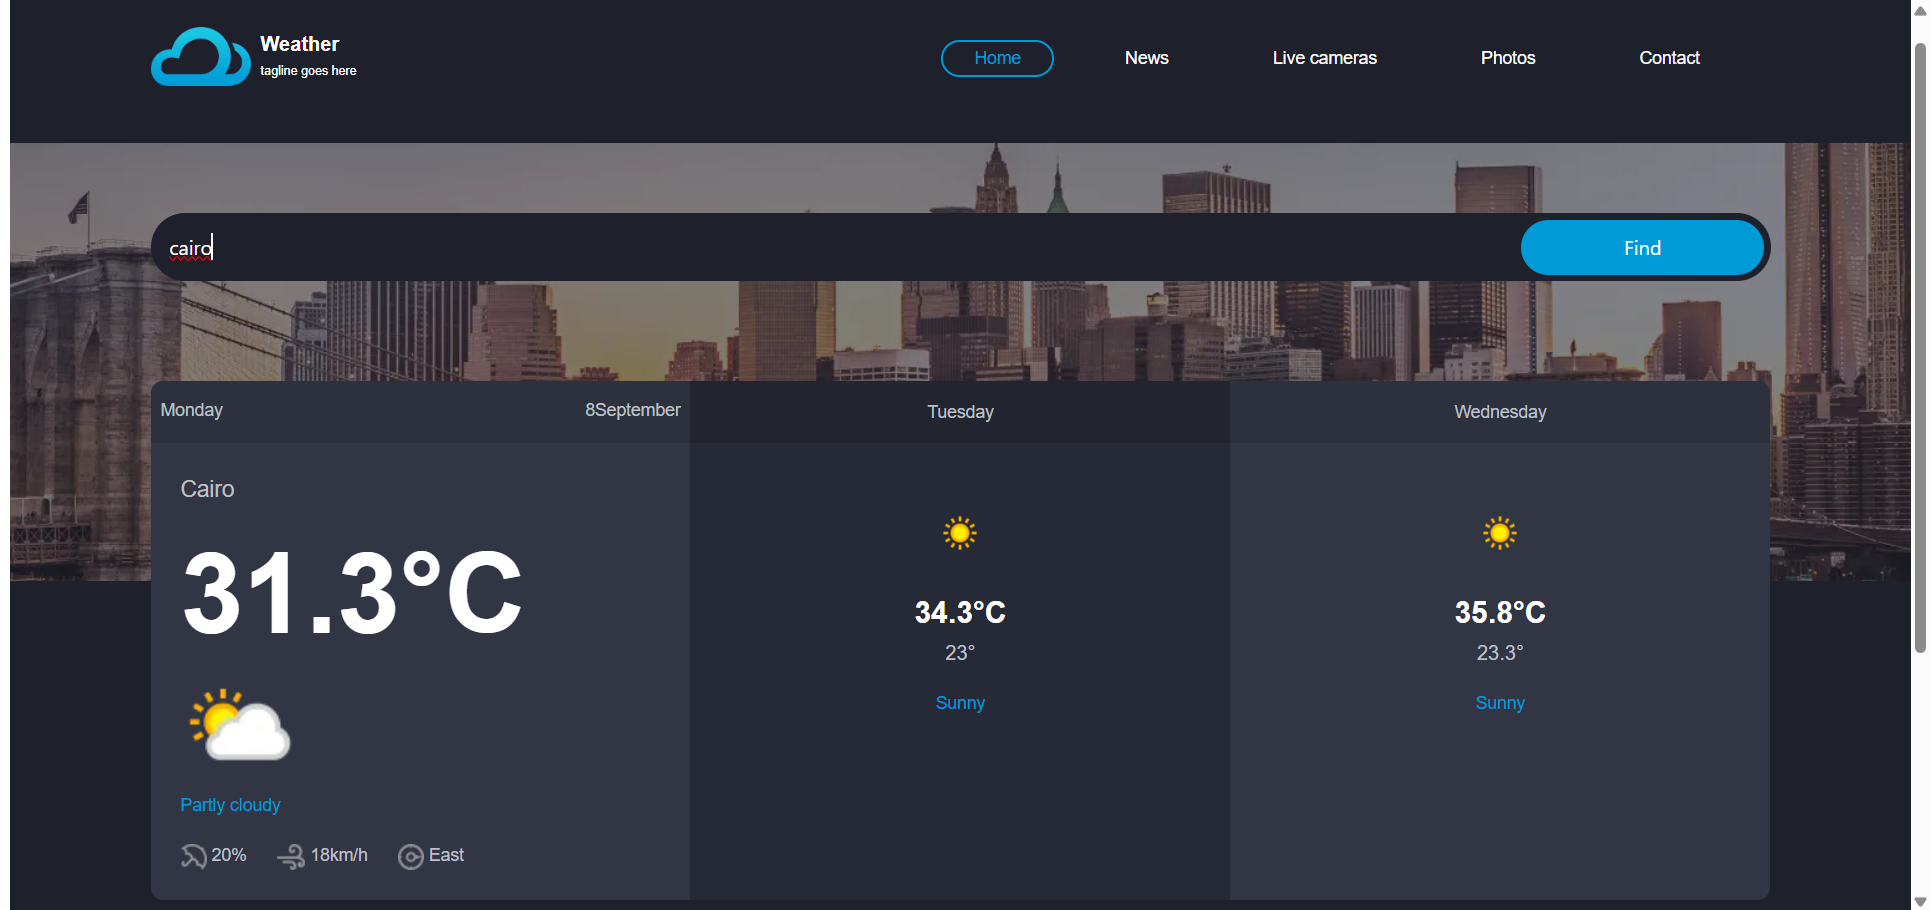 Weather
tagline goes here
Home News Live cameras Photos Contact
cairo
Find
Monday 8September
Cairo
31.3°C
Partly cloudy
20% 18km/h East
Tuesday
34.3°C
23°
Sunny
Wednesday
35.8°C
23.3°
Sunny